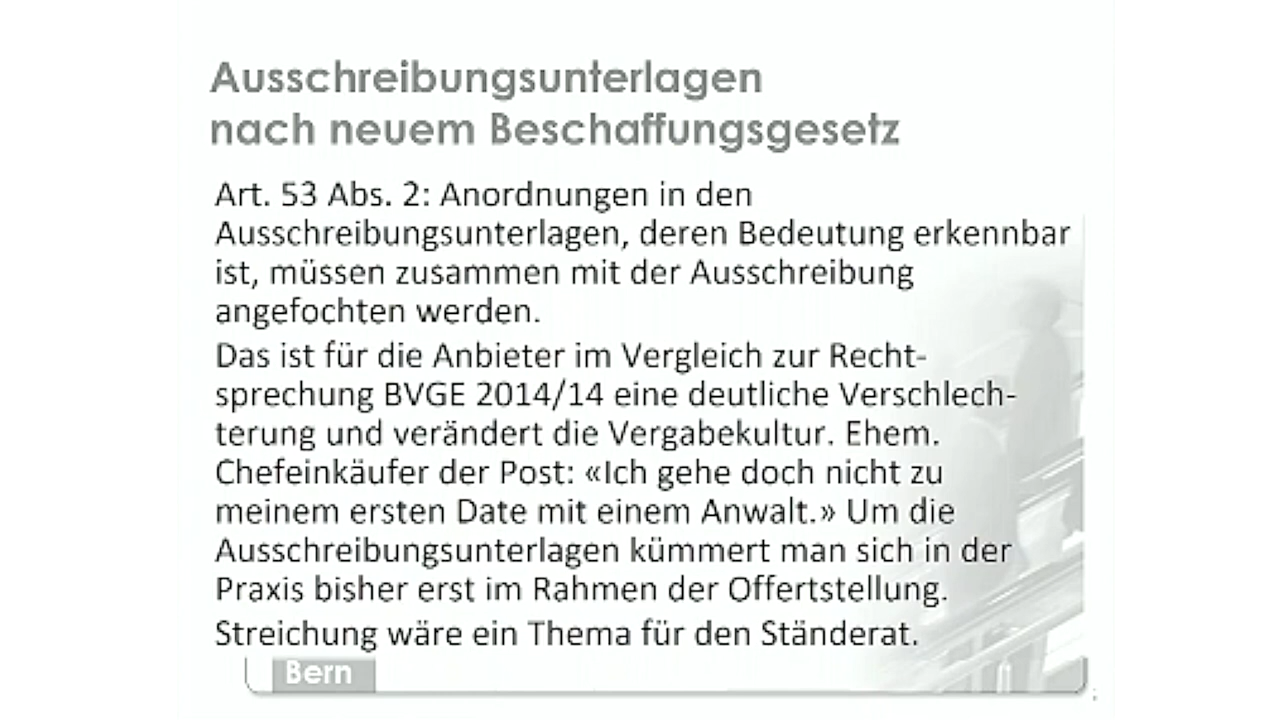 Ausschreibungsunterlagen
nach neuem Beschaffungsgesetz
Art. 53 Abs. 2: Anordnungen in den
Ausschreibungsunterlagen, deren Bedeutung erkennbar
ist, müssen zusammen mit der Ausschreibung
angefochten werden.
Das ist für die Anbieter im Vergleich zur Recht-
sprechung BVGE 2014/14 eine deutliche Verschlech-
terung und verändert die Vergabekultur. Ehem.
Chefeinkäufer der Post: «Ich gehe doch nicht zu
meinem ersten Date mit einem Anwalt.» Um die
Ausschreibungsunterlagen kümmert man sich in der
Praxis bisher erst im Rahmen der Offertstellung.
Streichung wäre ein Thema für den Ständerat.
Bern